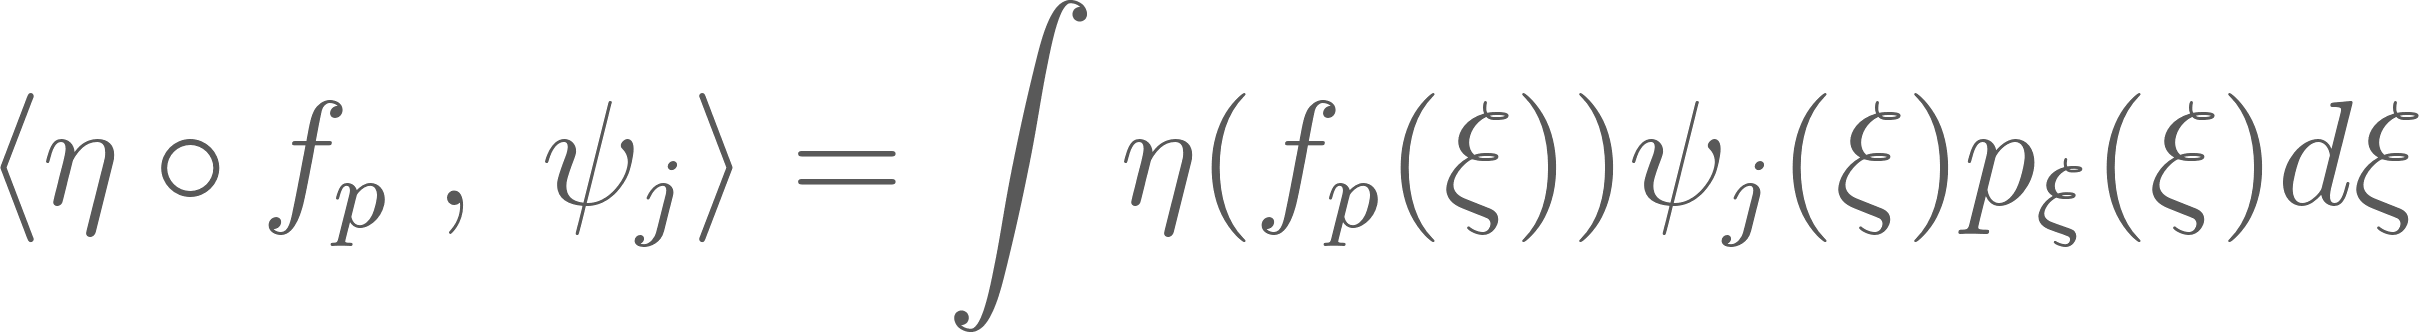 ⟨η ∘ f_p , ψ_j⟩ = ∫ η(f_p(ξ))ψ_j(ξ)p_ξ(ξ)dξ